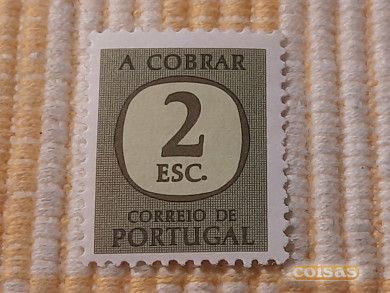 A COBRAR
2
ESC.
CORREIO DE
PORTUGAL
coisas